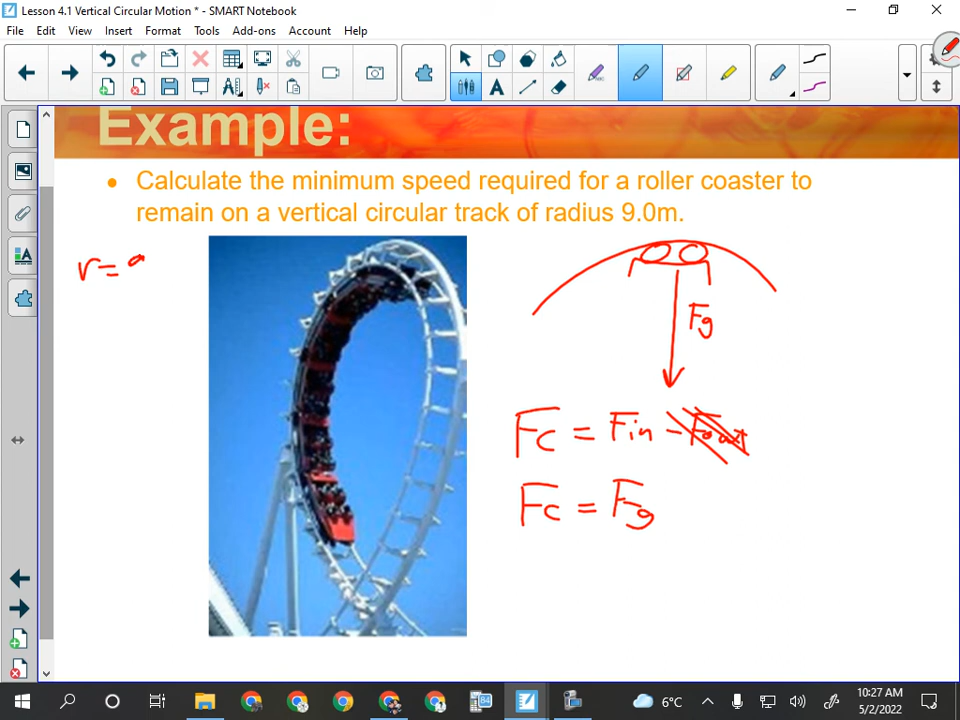 Lesson 4.1 Vertical Circular Motion * - SMART Notebook
File Edit View Insert Format Tools Add-ons Account Help
Example:
• Calculate the minimum speed required for a roller coaster to
remain on a vertical circular track of radius 9.0m.
r=
Fg
Fc = Fin - Fout
Fc = Fg
6°C
10:27 AM
5/2/2022